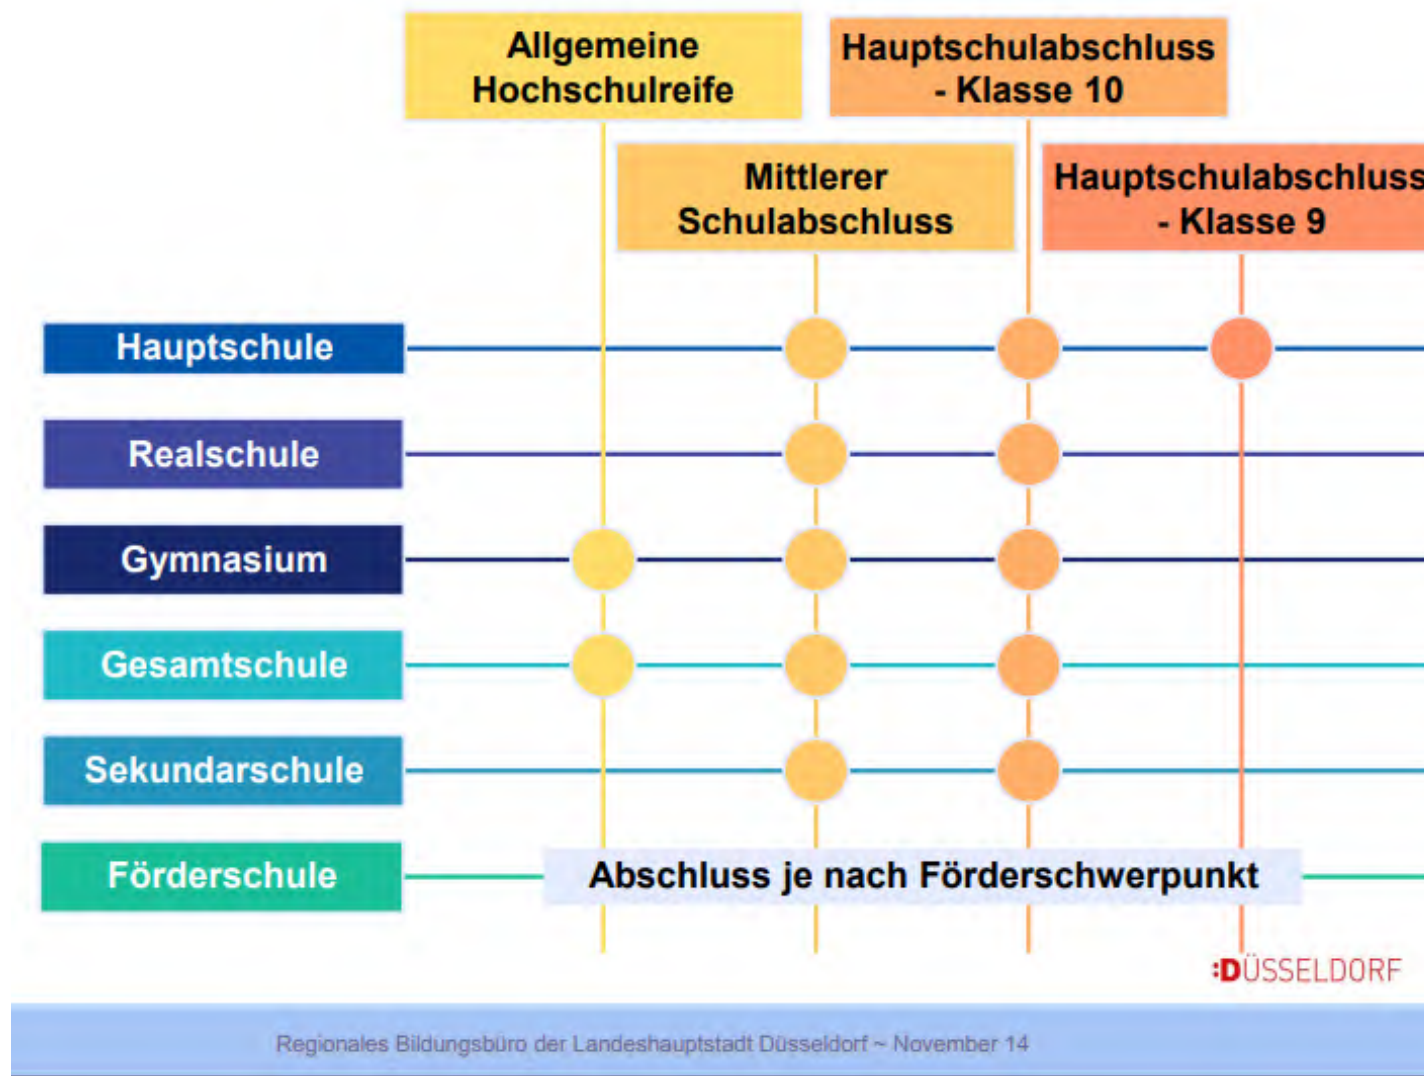 Allgemeine
Hochschulreife
Hauptschulabschluss
- Klasse 10
Mittlerer
Schulabschluss
Hauptschulabschluss
- Klasse 9
Hauptschule
Realschule
Gymnasium
Gesamtschule
Sekundarschule
Förderschule
Abschluss je nach Förderschwerpunkt
:DÜSSELDORF
Regionales Bildungsbüro der Landeshauptstadt Düsseldorf ~ November 14